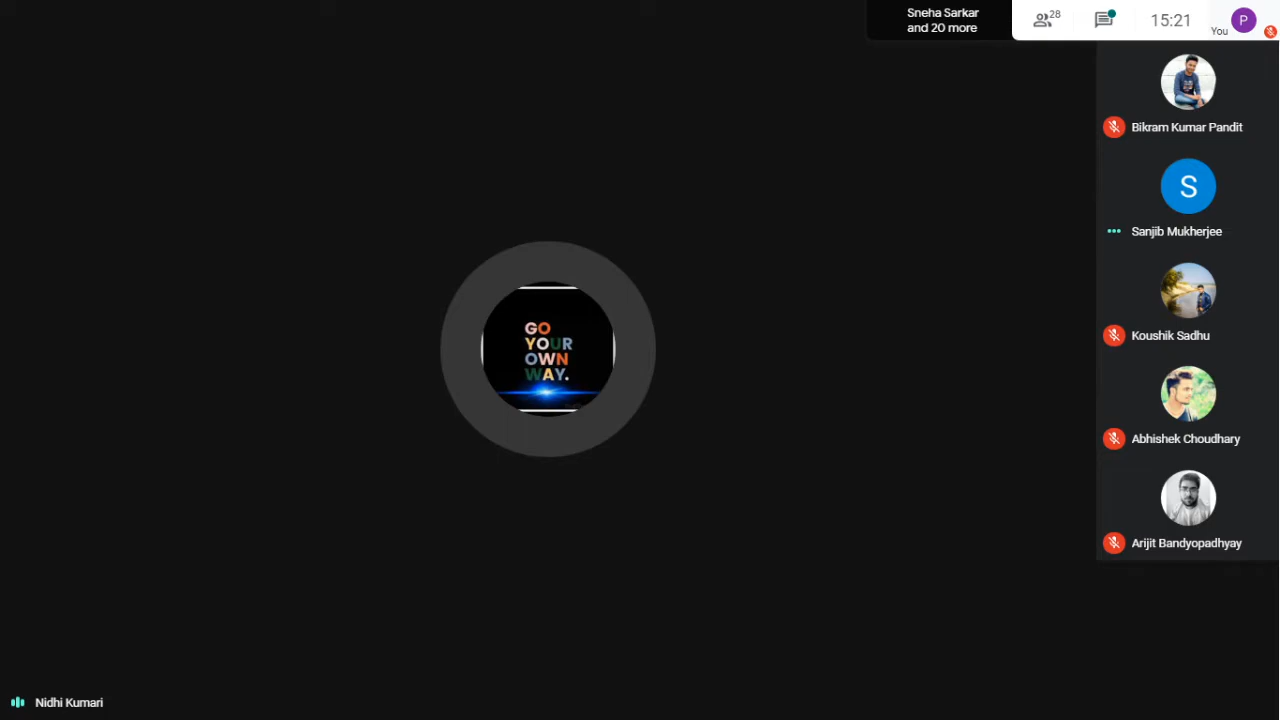 Sneha Sarkar
and 20 more
28
15:21
You
P
Bikram Kumar Pandit
S
Sanjib Mukherjee
Koushik Sadhu
Abhishek Choudhary
Arijit Bandyopadhyay
GO
YOUR
OWN
WAY.
Nidhi Kumari